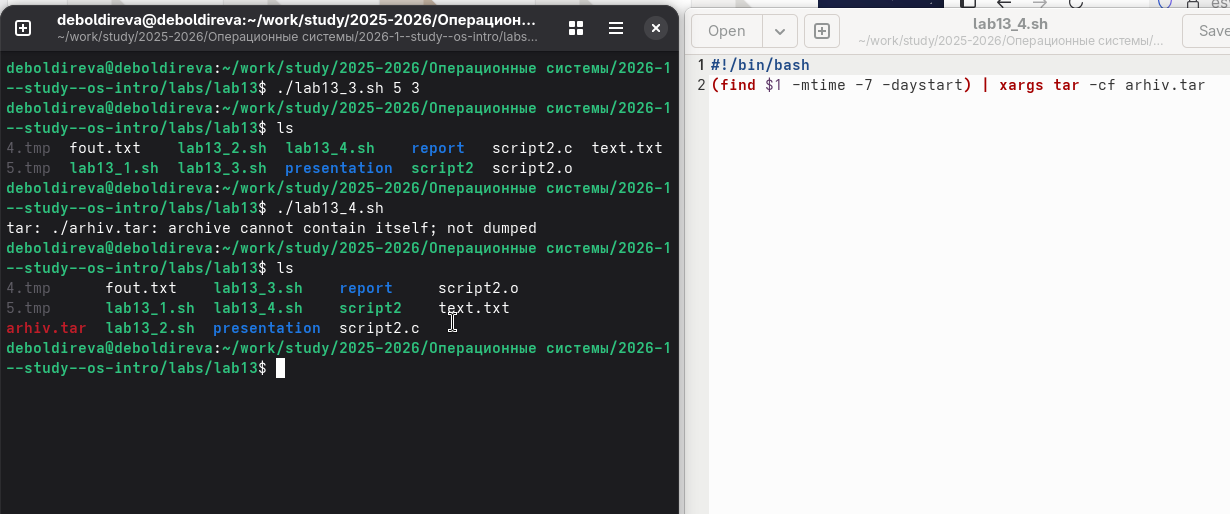 deboldireva@deboldireva:~/work/study/2025-2026/Операцион...
~/work/study/2025-2026/Операционные системы/2026-1--study--os-intro/labs...
deboldireva@deboldireva:~/work/study/2025-2026/Операционные системы/2026-1
--study--os-intro/labs/lab13$ ./lab13_3.sh 5 3
deboldireva@deboldireva:~/work/study/2025-2026/Операционные системы/2026-1
--study--os-intro/labs/lab13$ ls
4.tmp fout.txt lab13_2.sh lab13_4.sh report script2.c text.txt
5.tmp lab13_1.sh lab13_3.sh presentation script2 script2.o
deboldireva@deboldireva:~/work/study/2025-2026/Операционные системы/2026-1
--study--os-intro/labs/lab13$ ./lab13_4.sh
tar: ./arhiv.tar: archive cannot contain itself; not dumped
deboldireva@deboldireva:~/work/study/2025-2026/Операционные системы/2026-1
--study--os-intro/labs/lab13$ ls
4.tmp fout.txt lab13_3.sh report script2.o
5.tmp lab13_1.sh lab13_4.sh script2 text.txt
arhiv.tar lab13_2.sh presentation script2.c
deboldireva@deboldireva:~/work/study/2025-2026/Операционные системы/2026-1
--study--os-intro/labs/lab13$
Open
lab13_4.sh
~/work/study/2025-2026/Операционные системы/...
Save
1 #!/bin/bash
2 (find $1 -mtime -7 -daystart) | xargs tar -cf arhiv.tar